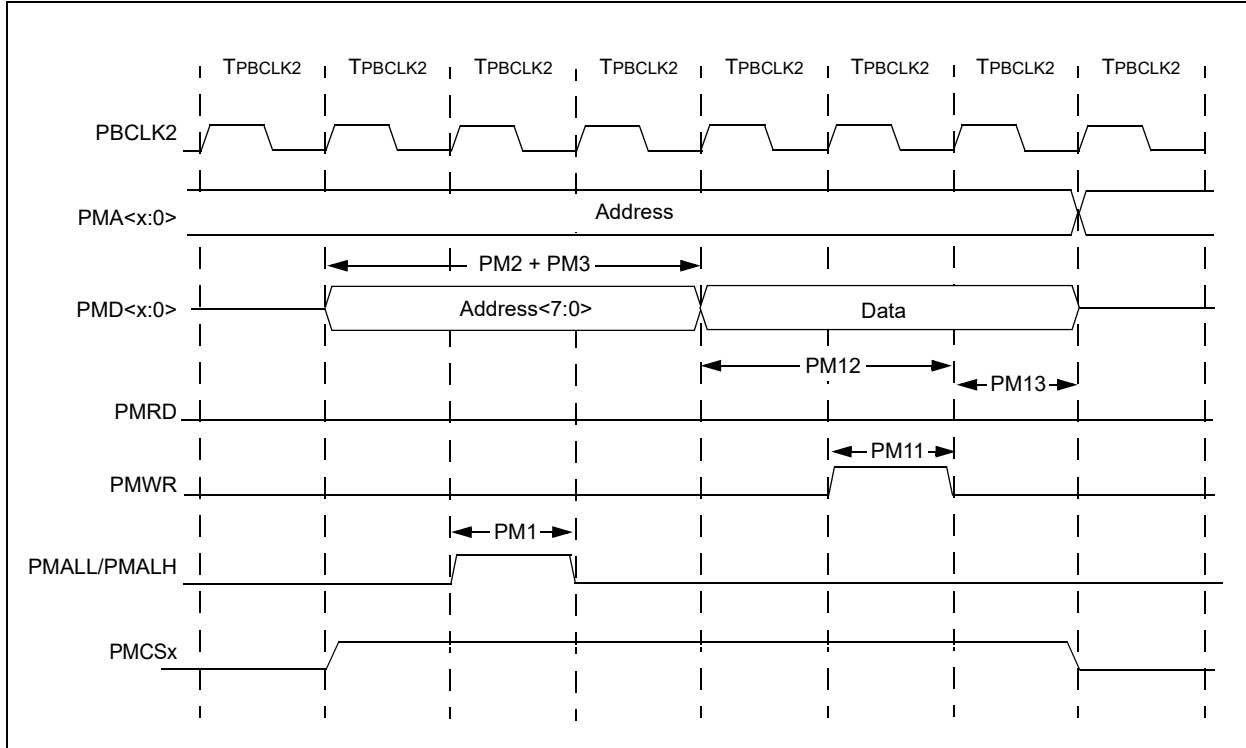 TPBCLK2 TPBCLK2 TPBCLK2 TPBCLK2 TPBCLK2 TPBCLK2 TPBCLK2 TPBCLK2
PBCLK2
PMA<x:0> Address
PM2 + PM3
PMD<x:0> Address<7:0> Data
PM12
PM13
PMRD
PM11
PMWR
PM1
PMALL/PMALH
PMCSx